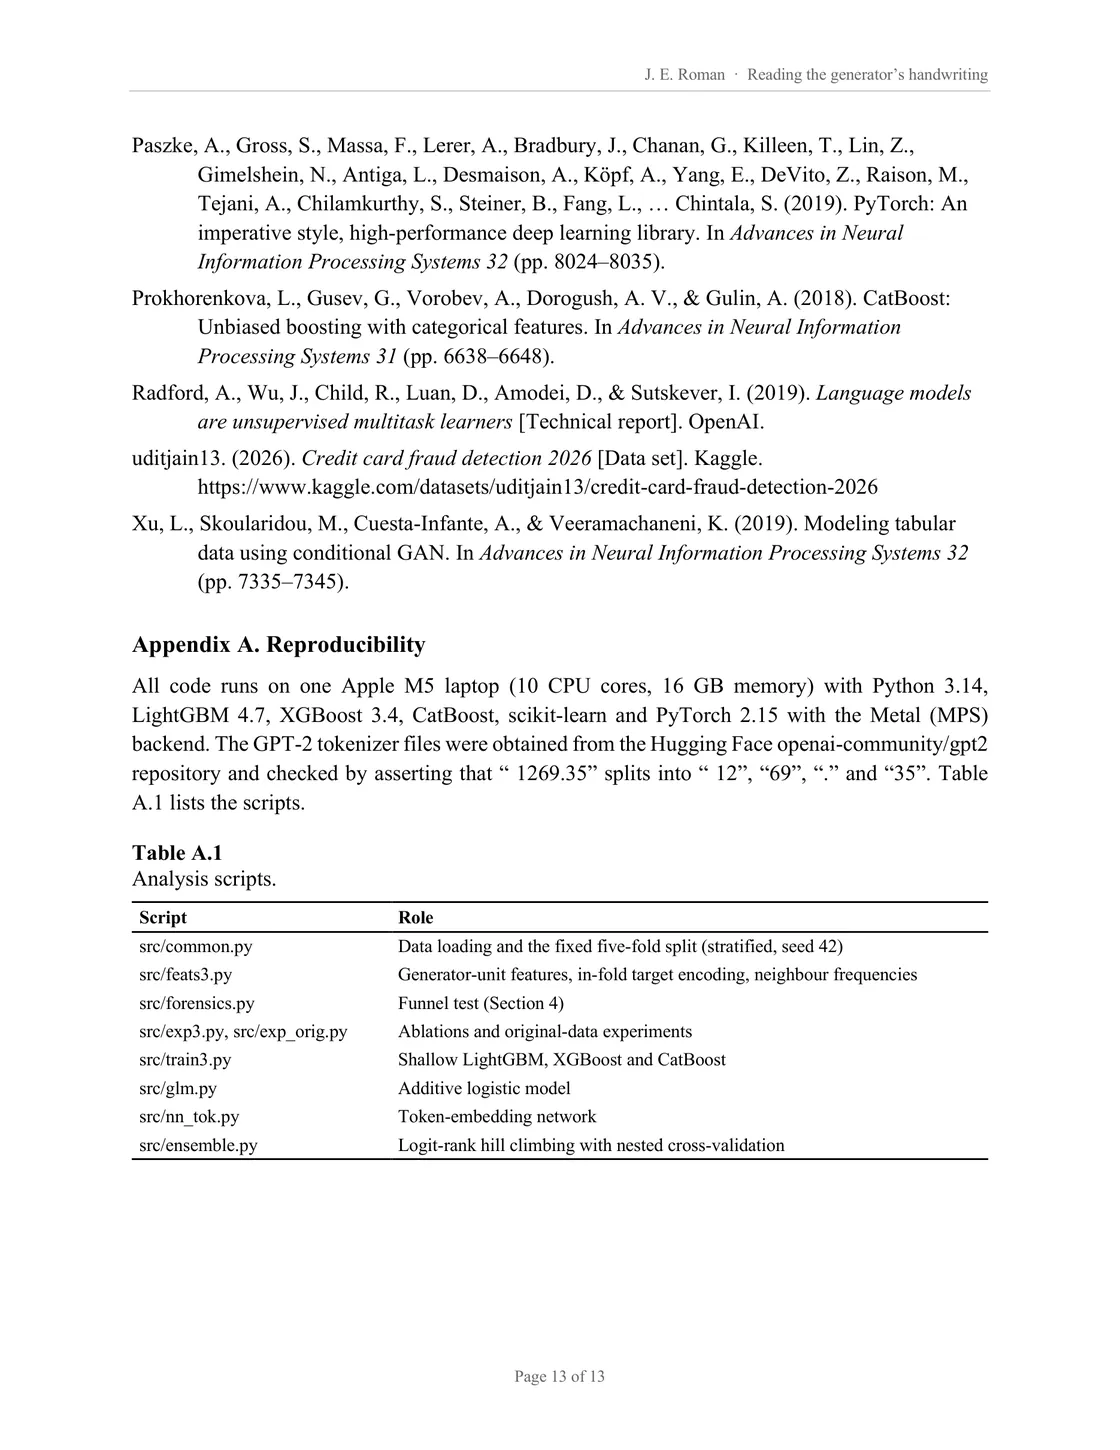 J. E. Roman · Reading the generator’s handwriting
Paszke, A., Gross, S., Massa, F., Lerer, A., Bradbury, J., Chanan, G., Killeen, T., Lin, Z.,
Gimelshein, N., Antiga, L., Desmaison, A., Köpf, A., Yang, E., DeVito, Z., Raison, M.,
Tejani, A., Chilamkurthy, S., Steiner, B., Fang, L., … Chintala, S. (2019). PyTorch: An
imperative style, high-performance deep learning library. In Advances in Neural
Information Processing Systems 32 (pp. 8024–8035).
Prokhorenkova, L., Gusev, G., Vorobev, A., Dorogush, A. V., & Gulin, A. (2018). CatBoost:
Unbiased boosting with categorical features. In Advances in Neural Information
Processing Systems 31 (pp. 6638–6648).
Radford, A., Wu, J., Child, R., Luan, D., Amodei, D., & Sutskever, I. (2019). Language models
are unsupervised multitask learners [Technical report]. OpenAI.
uditjain13. (2026). Credit card fraud detection 2026 [Data set]. Kaggle.
https://www.kaggle.com/datasets/uditjain13/credit-card-fraud-detection-2026
Xu, L., Skoularidou, M., Cuesta-Infante, A., & Veeramachaneni, K. (2019). Modeling tabular
data using conditional GAN. In Advances in Neural Information Processing Systems 32
(pp. 7335–7345).
Appendix A. Reproducibility
All code runs on one Apple M5 laptop (10 CPU cores, 16 GB memory) with Python 3.14,
LightGBM 4.7, XGBoost 3.4, CatBoost, scikit-learn and PyTorch 2.15 with the Metal (MPS)
backend. The GPT-2 tokenizer files were obtained from the Hugging Face openai-community/gpt2
repository and checked by asserting that “ 1269.35” splits into “ 12”, “69”, “.” and “35”. Table
A.1 lists the scripts.
Table A.1
Analysis scripts.
Script Role
src/common.py Data loading and the fixed five-fold split (stratified, seed 42)
src/feats3.py Generator-unit features, in-fold target encoding, neighbour frequencies
src/forensics.py Funnel test (Section 4)
src/exp3.py, src/exp_orig.py Ablations and original-data experiments
src/train3.py Shallow LightGBM, XGBoost and CatBoost
src/glm.py Additive logistic model
src/nn_tok.py Token-embedding network
src/ensemble.py Logit-rank hill climbing with nested cross-validation
Page 13 of 13